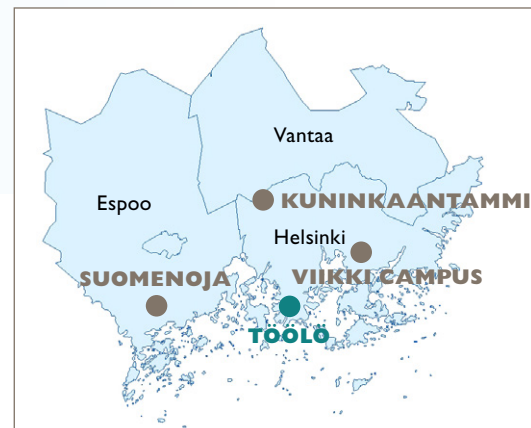 Vantaa
Espoo
KUNINKAANTAMMI
Helsinki
SUOMENOJA
VIIKKI CAMPUS
TÖÖLÖ